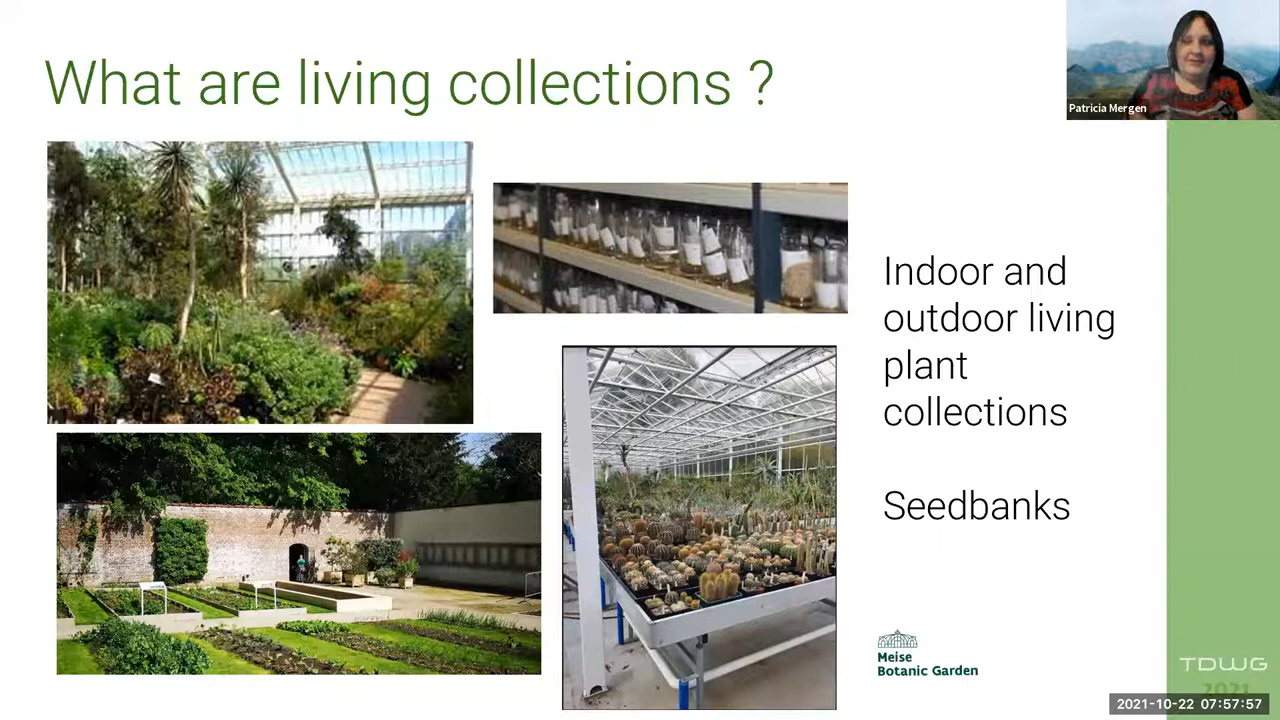 What are living collections ?
Patricia Mergen
Indoor and
outdoor living
plant
collections
Seedbanks
Meise
Botanic Garden
TDWG
2021
2021-10-22 07:57:57